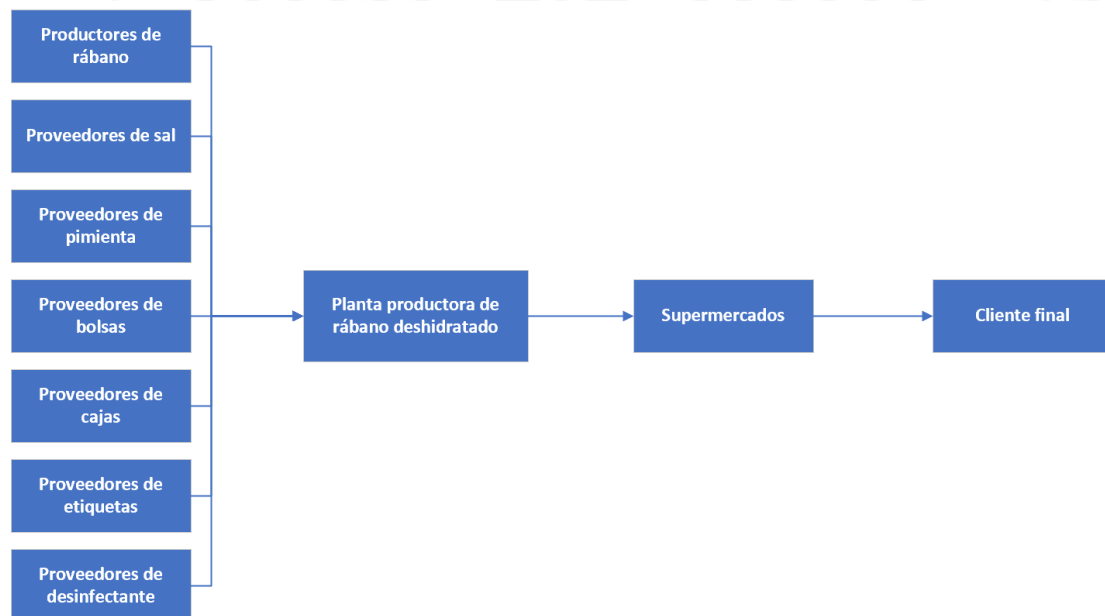 Productores de
rábano
Proveedores de sal
Proveedores de
pimienta
Proveedores de
bolsas
Proveedores de
cajas
Proveedores de
etiquetas
Proveedores de
desinfectante
Planta productora de
rábano deshidratado
Supermercados
Cliente final